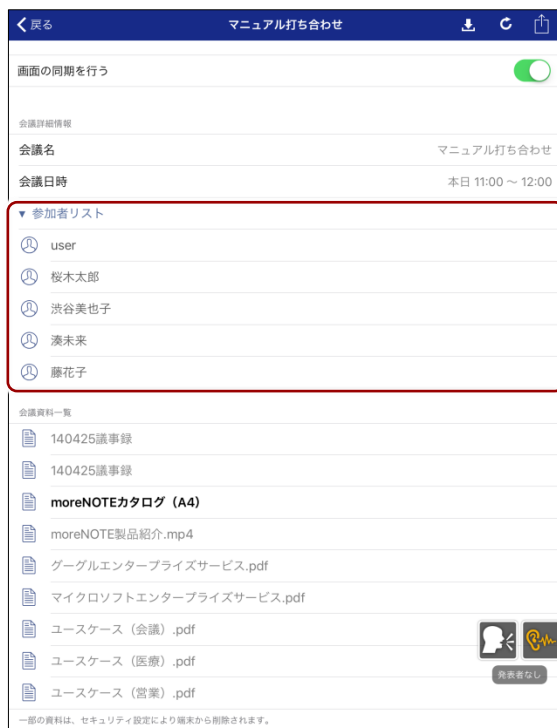 戻る
マニュアル打ち合わせ
画面の同期を行う
会議詳細情報
会議名 マニュアル打ち合わせ
会議日時 本日 11:00 ～ 12:00
▼ 参加者リスト
user
桜木太郎
渋谷美也子
湊未来
藤花子
会議資料一覧
140425議事録
140425議事録
moreNOTEカタログ（A4）
moreNOTE製品紹介.mp4
グーグルエンタープライズサービス.pdf
マイクロソフトエンタープライズサービス.pdf
ユースケース（会議）.pdf
ユースケース（医療）.pdf
発表者なし
ユースケース（営業）.pdf
一部の資料は、セキュリティ設定により端末から削除されます。